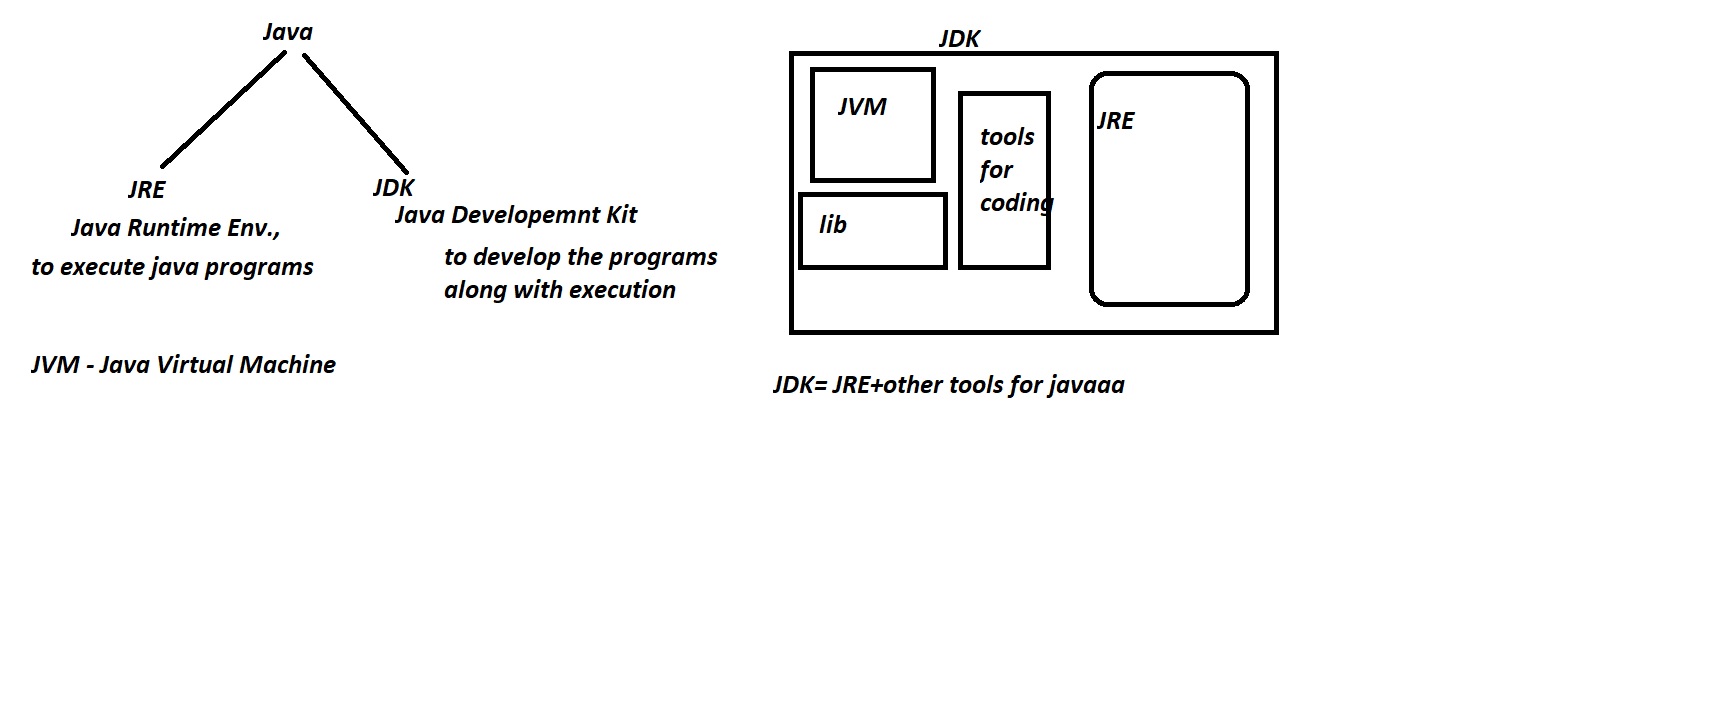 Java
JRE
Java Runtime Env.,
to execute java programs
JDK
Java Developemnt Kit
to develop the programs
along with execution
JVM - Java Virtual Machine
JDK
JVM
lib
tools
for
coding
JRE
JDK= JRE+other tools for javaaa